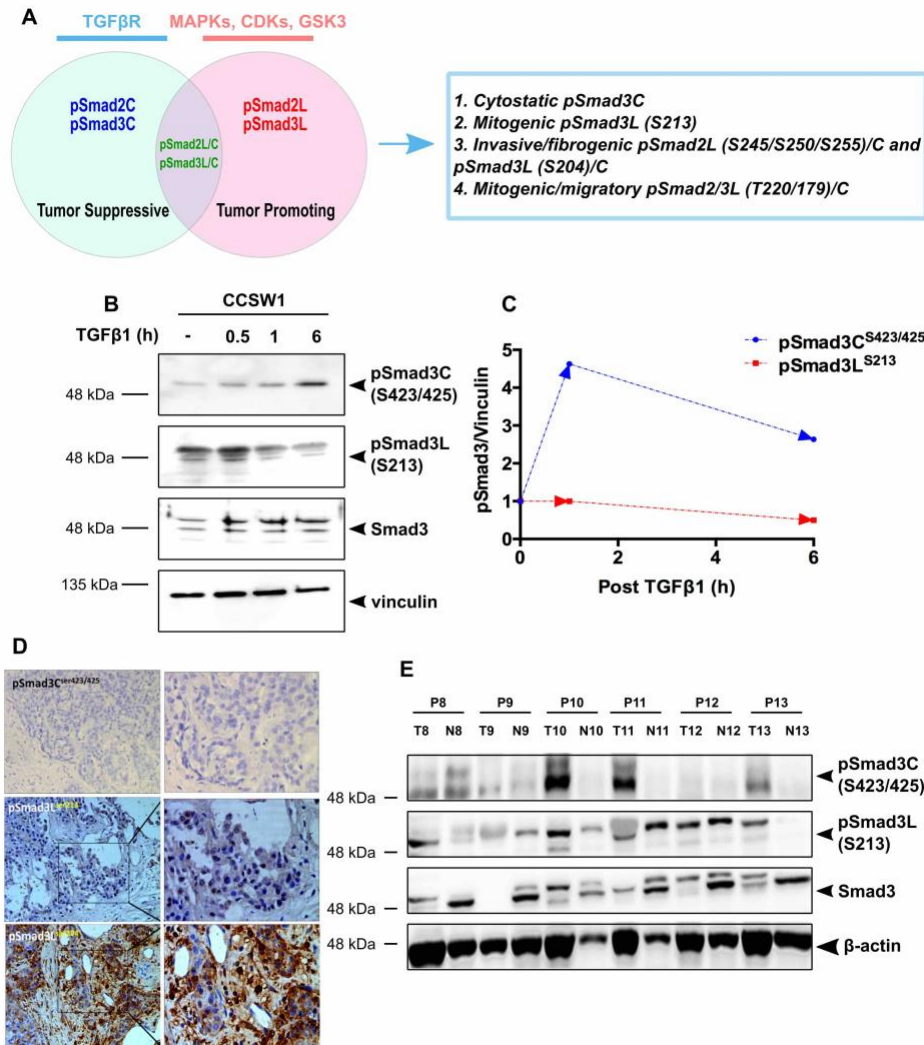 A
TGFβR
MAPKs, CDKs, GSK3
pSmad2C
pSmad3C
pSmad2L/C
pSmad3L/C
pSmad2L
pSmad3L
Tumor Suppressive
Tumor Promoting
1. Cytostatic pSmad3C
2. Mitogenic pSmad3L (S213)
3. Invasive/fibrogenic pSmad2L (S245/S250/S255)/C and
pSmad3L (S204)/C
4. Mitogenic/migratory pSmad2/3L (T220/179)/C
B
CCSW1
TGFβ1 (h) - 0.5 1 6
48 kDa
pSmad3C
(S423/425)
48 kDa
pSmad3L
(S213)
48 kDa
Smad3
135 kDa
vinculin
C
pSmad3C^S423/425
pSmad3L^S213
pSmad3/Vinculin
5
4
3
2
1
0
0 2 4 6
Post TGFβ1 (h)
D
pSmad3C^ser423/425
pSmad3L
pSmad3L
E
P8 P9 P10 P11 P12 P13
T8 N8 T9 N9 T10 N10 T11 N11 T12 N12 T13 N13
48 kDa
pSmad3C
(S423/425)
48 kDa
pSmad3L
(S213)
48 kDa
Smad3
48 kDa
β-actin